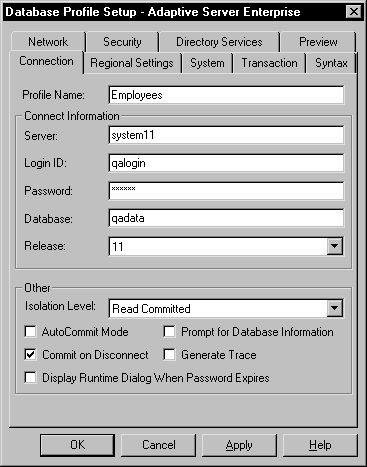 Database Profile Setup - Adaptive Server Enterprise
Network Security Directory Services Preview
Connection Regional Settings System Transaction Syntax
Profile Name: Employees
Connect Information
Server: system11
Login ID: qalogin
Password: ******
Database: qadata
Release: 11
Other
Isolation Level: Read Committed
AutoCommit Mode Prompt for Database Information
Commit on Disconnect Generate Trace
Display Runtime Dialog When Password Expires
OK Cancel Apply Help